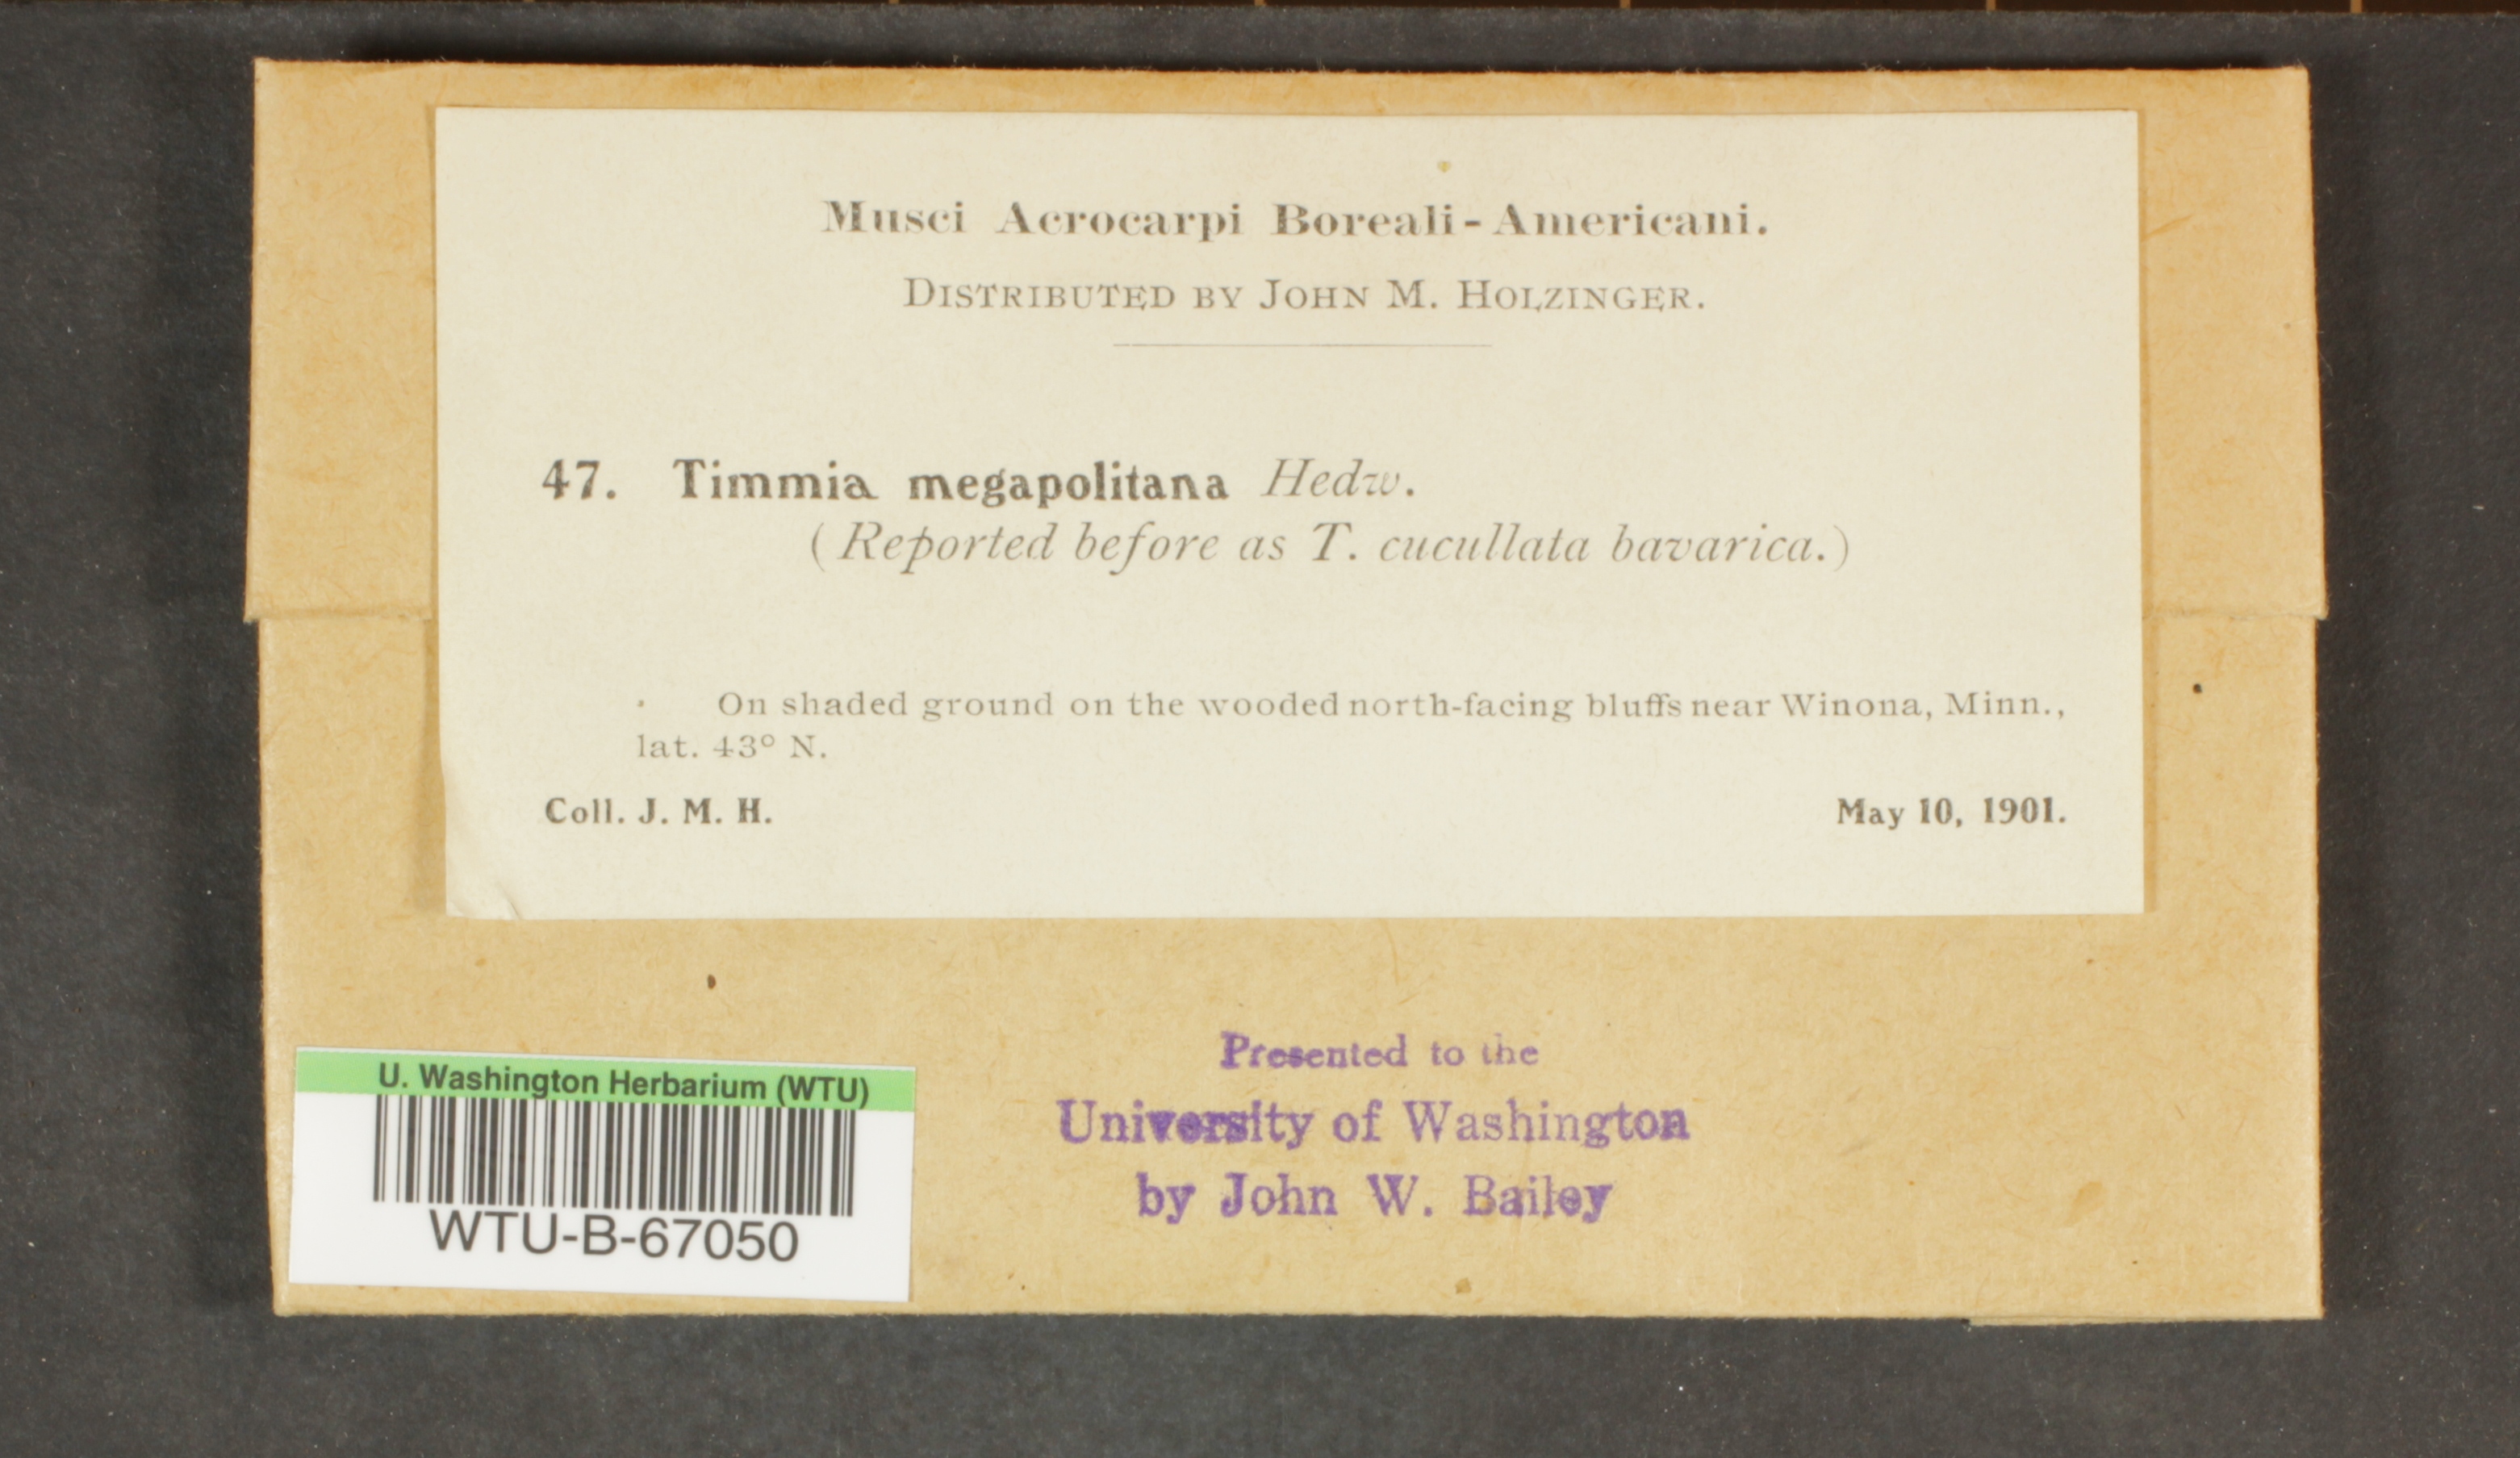 Musci Acrocarpi Boreali-Americani.
DISTRIBUTED BY JOHN M. HOLZINGER.
47. Timmia megapolitana Hedw.
(Reported before as T. cucullata bavarica.)
On shaded ground on the wooded north-facing bluffs near Winona, Minn.,
lat. 43° N.
Coll. J. M. H. May 10, 1901.
Presented to the
University of Washington
by John W. Bailey
U. Washington Herbarium (WTU)
WTU-B-67050